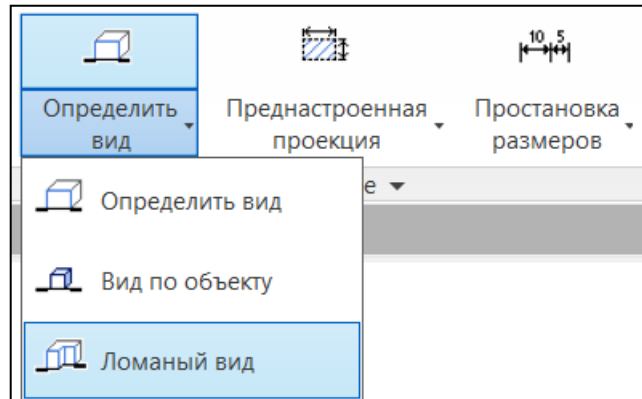 10 5
Определить Преднастроенная Простановка
вид проекция размеров
е
Определить вид
Вид по объекту
Ломаный вид